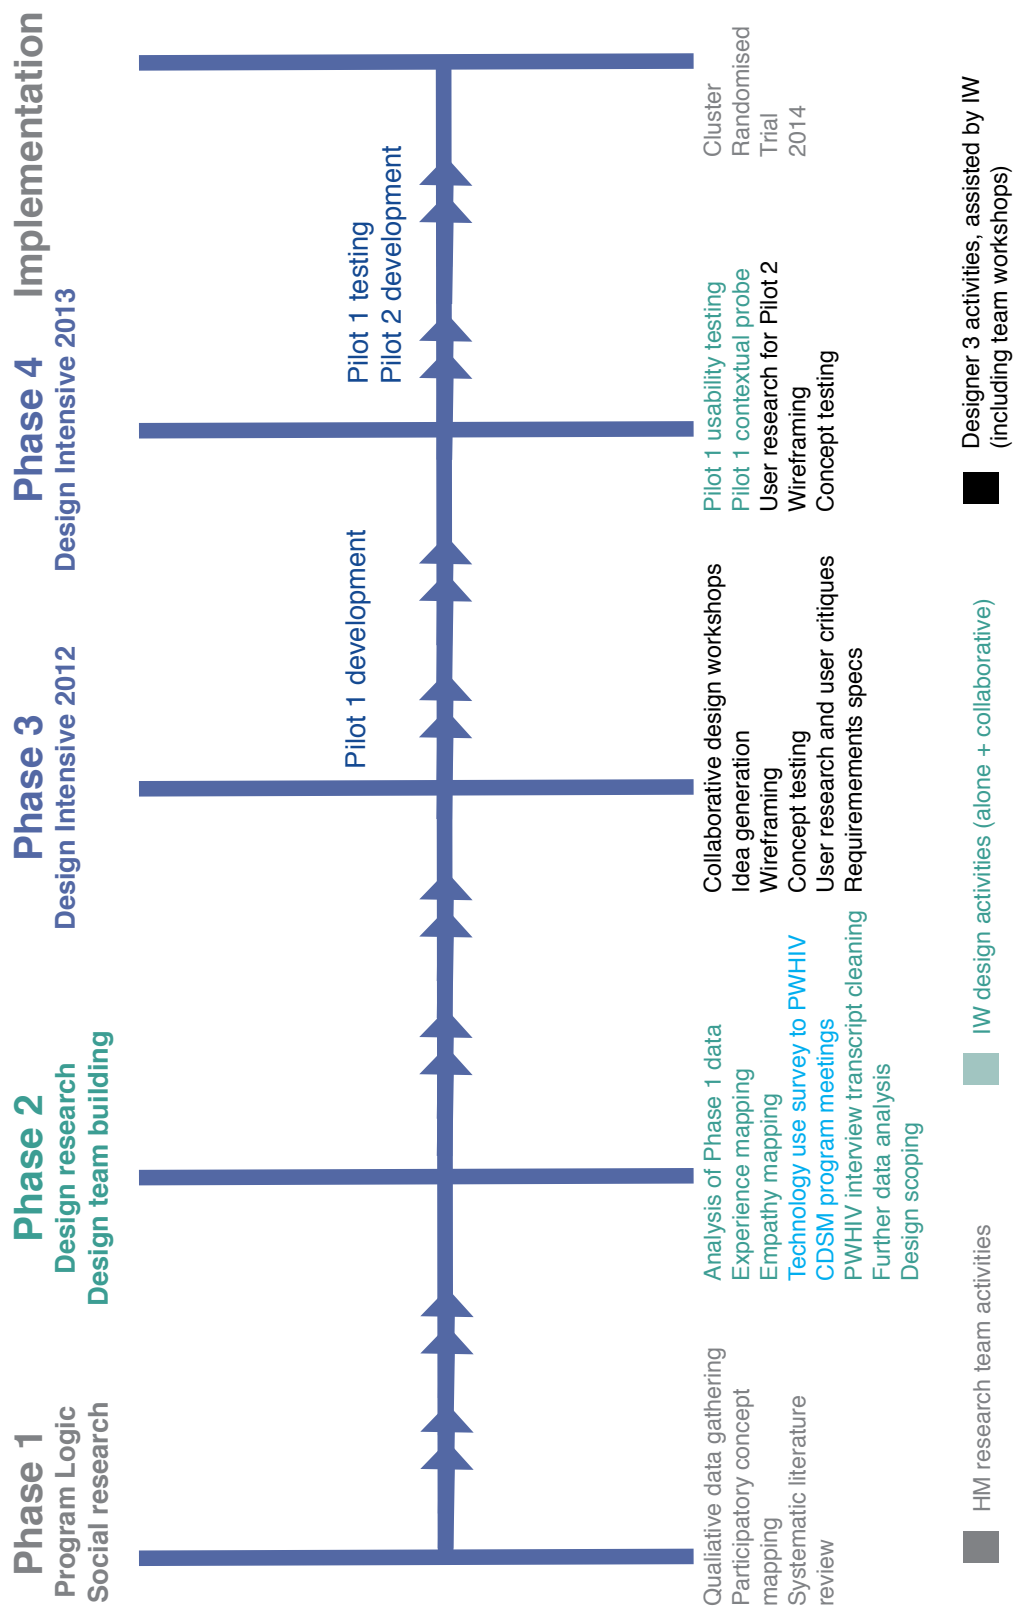 Phase 1
Program Logic
Social research
Phase 2
Design research
Design team building
Phase 3
Design Intensive 2012
Phase 4
Design Intensive 2013
Implementation
Pilot 1 development
Pilot 1 testing
Pilot 2 development
Qualiative data gathering
Participatory concept
mapping
Systematic literature
review
Analysis of Phase 1 data
Experience mapping
Empathy mapping
Technology use survey to PWHIV
CDSM program meetings
PWHIV interview transcript cleaning
Further data analysis
Design scoping
Collaborative design workshops
Idea generation
Wireframing
Concept testing
User research and user critiques
Requiremements specs
Pilot 1 usability testing
Pilot 1 contextual probe
User research for Pilot 2
Wireframing
Concept testing
Cluster
Randomised
Trial
2014
HM research team activities
IW design activities (alone + collaborative)
Designer 3 activities, assisted by IW
(including team workshops)